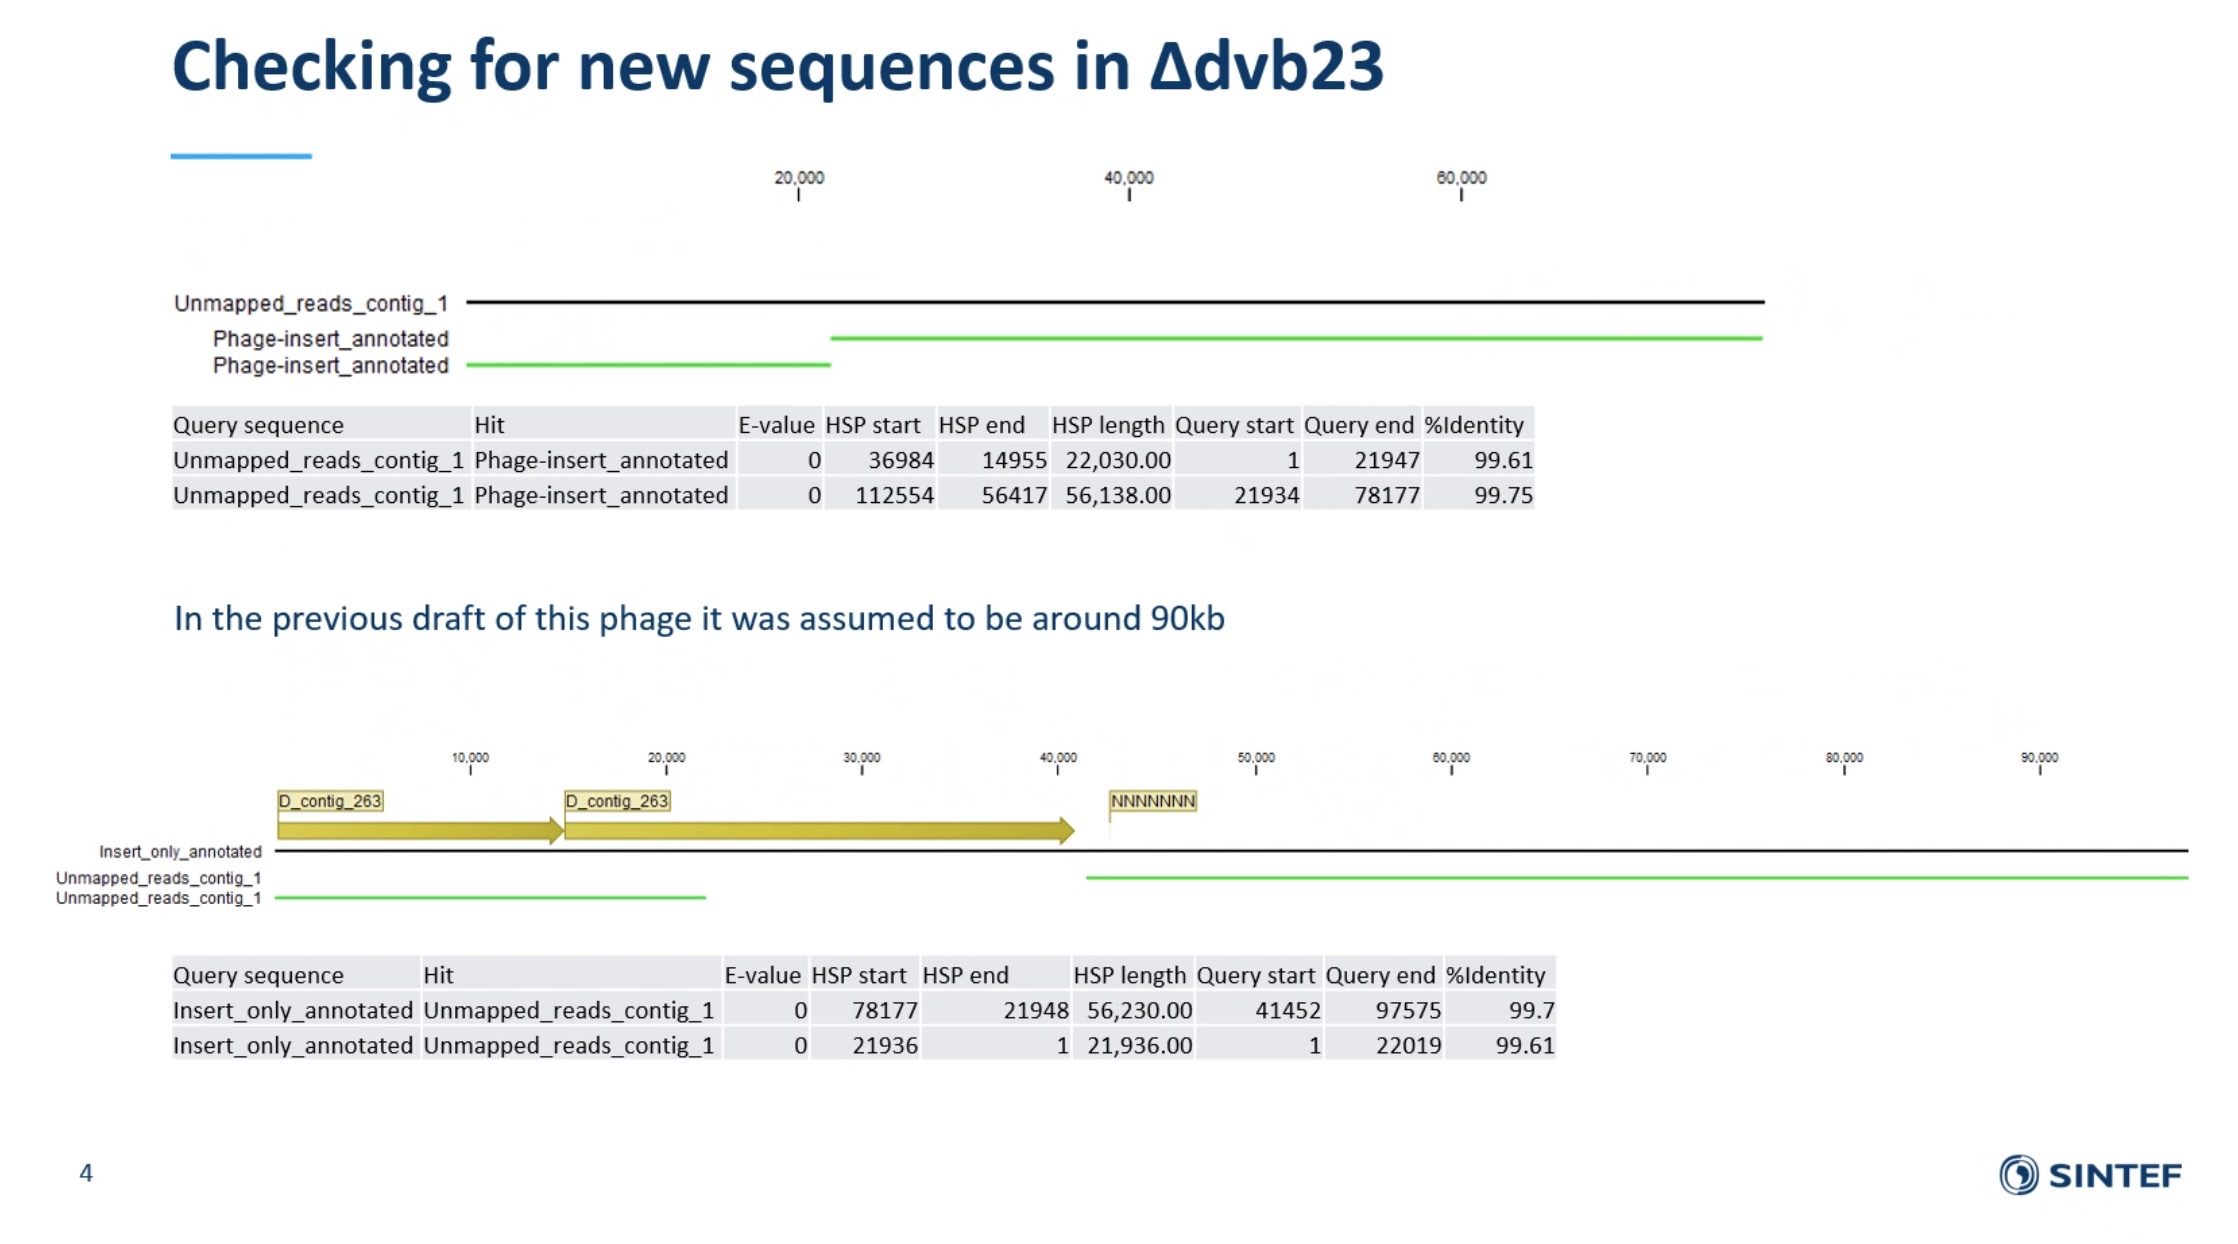 Checking for new sequences in Δdvb23
20,000 40,000 60,000
Unmapped_reads_contig_1
Phage-insert_annotated
Phage-insert_annotated
Query sequence Hit E-value HSP start HSP end HSP length Query start Query end %Identity
Unmapped_reads_contig_1 Phage-insert_annotated 0 36984 14955 22,030.00 1 21947 99.61
Unmapped_reads_contig_1 Phage-insert_annotated 0 112554 56417 56,138.00 21934 78177 99.75
In the previous draft of this phage it was assumed to be around 90kb
10,000 20,000 30,000 40,000 50,000 60,000 70,000 80,000 90,000
D_contig_263 D_contig_263 NNNNNNN
Insert_only_annotated
Unmapped_reads_contig_1
Unmapped_reads_contig_1
Query sequence Hit E-value HSP start HSP end HSP length Query start Query end %Identity
Insert_only_annotated Unmapped_reads_contig_1 0 78177 21948 56,230.00 41452 97575 99.7
Insert_only_annotated Unmapped_reads_contig_1 0 21936 1 21,936.00 1 22019 99.61
4
SINTEF